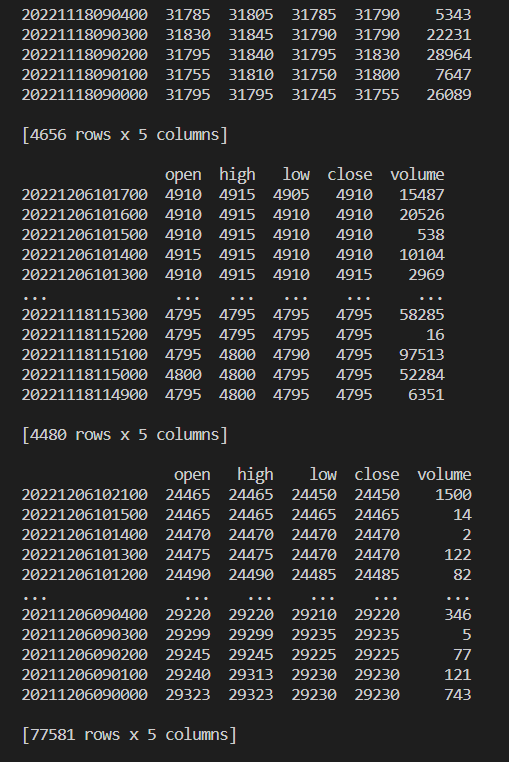 20221118090400 31785 31805 31785 31790 5343
20221118090300 31830 31845 31790 31790 22231
20221118090200 31795 31840 31795 31830 28964
20221118090100 31755 31810 31750 31800 7647
20221118090000 31795 31795 31745 31755 26089
[4656 rows x 5 columns]
open high low close volume
20221206101700 4910 4915 4905 4910 15487
20221206101600 4910 4915 4910 4910 20526
20221206101500 4910 4915 4910 4910 538
20221206101400 4915 4915 4910 4910 10104
20221206101300 4910 4915 4910 4915 2969
... ... ... ... ... ...
20221118115300 4795 4795 4795 4795 58285
20221118115200 4795 4795 4795 4795 16
20221118115100 4795 4800 4790 4795 97513
20221118115000 4800 4800 4795 4795 52284
20221118114900 4795 4800 4795 4795 6351
[4480 rows x 5 columns]
open high low close volume
20221206102100 24465 24465 24450 24450 1500
20221206101500 24465 24465 24465 24465 14
20221206101400 24470 24470 24470 24470 2
20221206101300 24475 24475 24470 24470 122
20221206101200 24490 24490 24485 24485 82
... ... ... ... ... ...
20211206090400 29220 29220 29210 29220 346
20211206090300 29299 29299 29235 29235 5
20211206090200 29245 29245 29225 29225 77
20211206090100 29240 29313 29230 29230 121
20211206090000 29323 29323 29230 29230 743
[77581 rows x 5 columns]